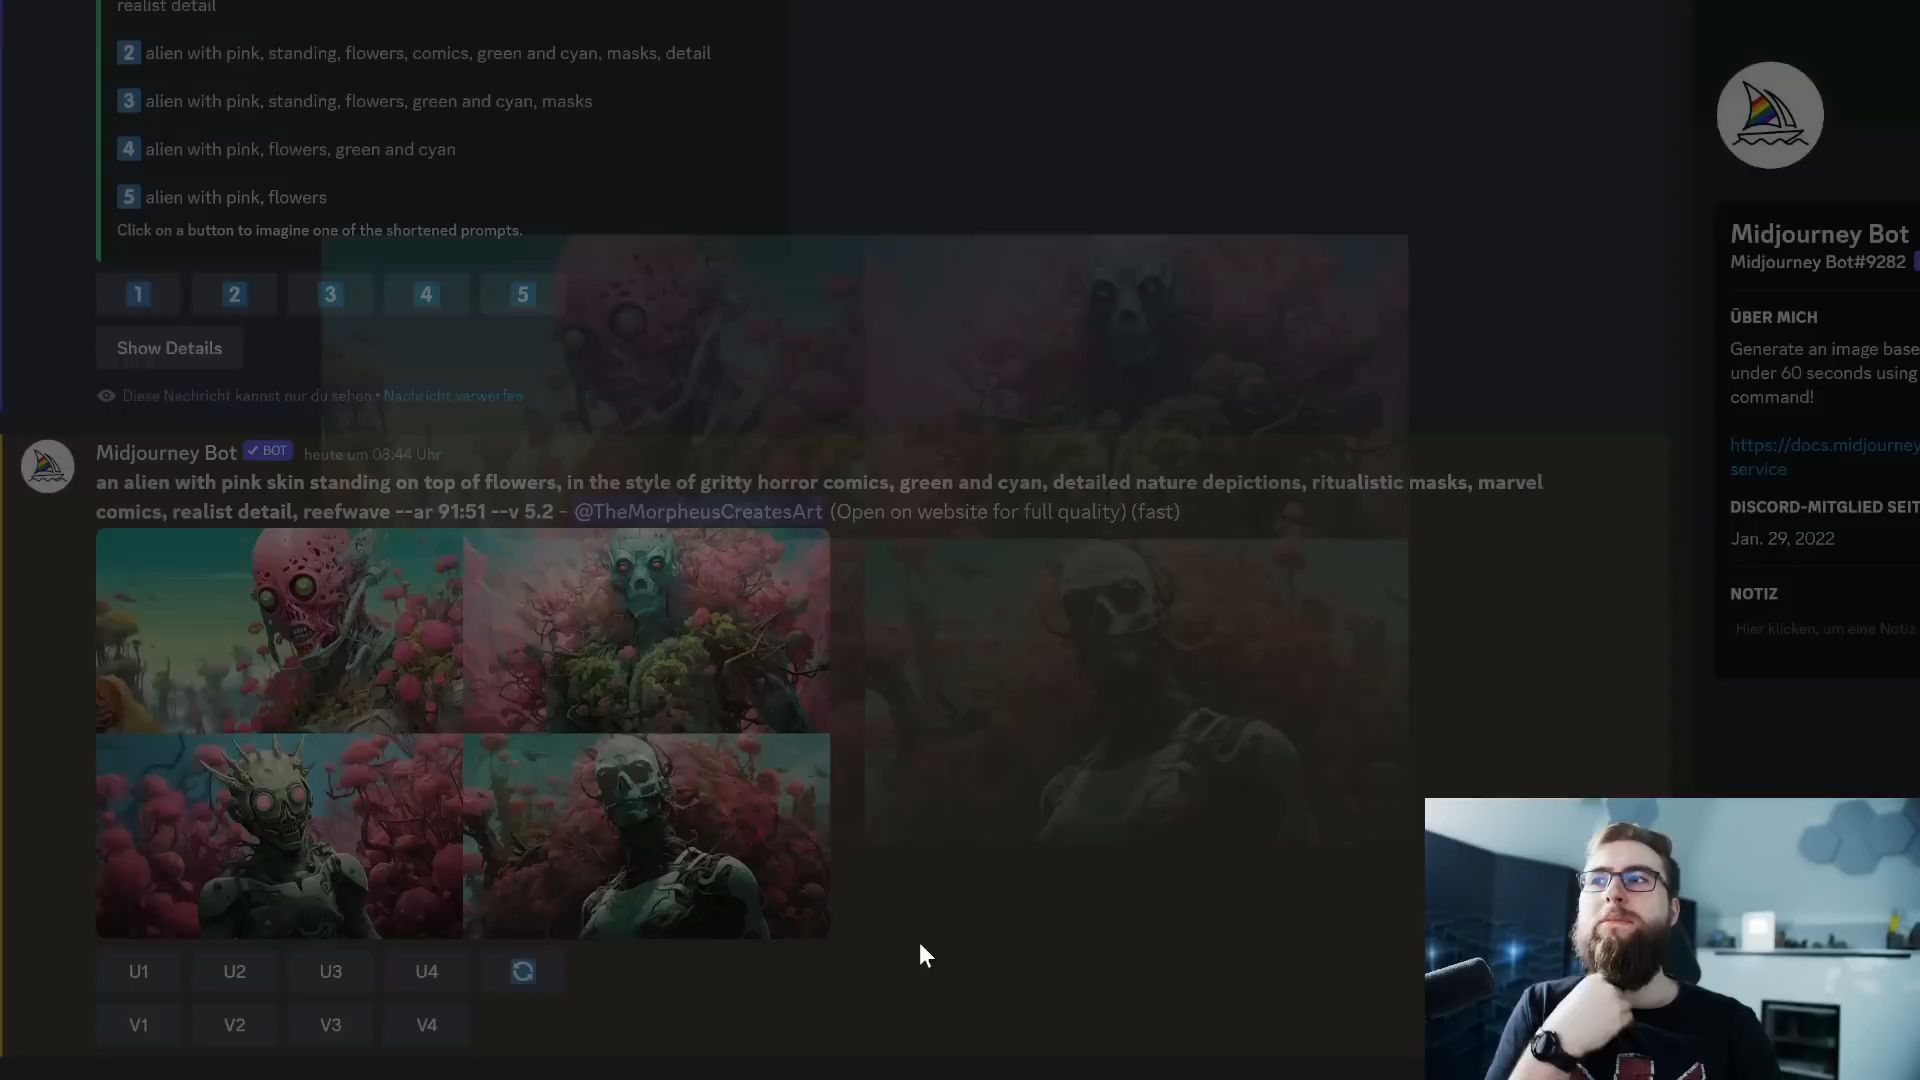 realist detail
2 alien with pink, standing, flowers, comics, green and cyan, masks, detail
3 alien with pink, standing, flowers, green and cyan, masks
4 alien with pink, flowers, green and cyan
5 alien with pink, flowers
Click on a button to imagine one of the shortened prompts.
1 2 3 4 5
Show Details
Diese Nachricht kannst nur du sehen • Nachricht verwerfen
Midjourney Bot ✓ BOT heute um 08:44 Uhr
an alien with pink skin standing on top of flowers, in the style of gritty horror comics, green and cyan, detailed nature depictions, ritualistic masks, marvel
comics, realist detail, reefwave --ar 91:51 --v 5.2 - @TheMorpheusCreatesArt (Open on website for full quality) (fast)
U1 U2 U3 U4
V1 V2 V3 V4
Midjourney Bot
Midjourney Bot#9282
ÜBER MICH
Generate an image base
under 60 seconds using
command!
https://docs.midjourney
service
DISCORD-MITGLIED SEIT
Jan. 29, 2022
NOTIZ
Hier klicken, um eine Notiz